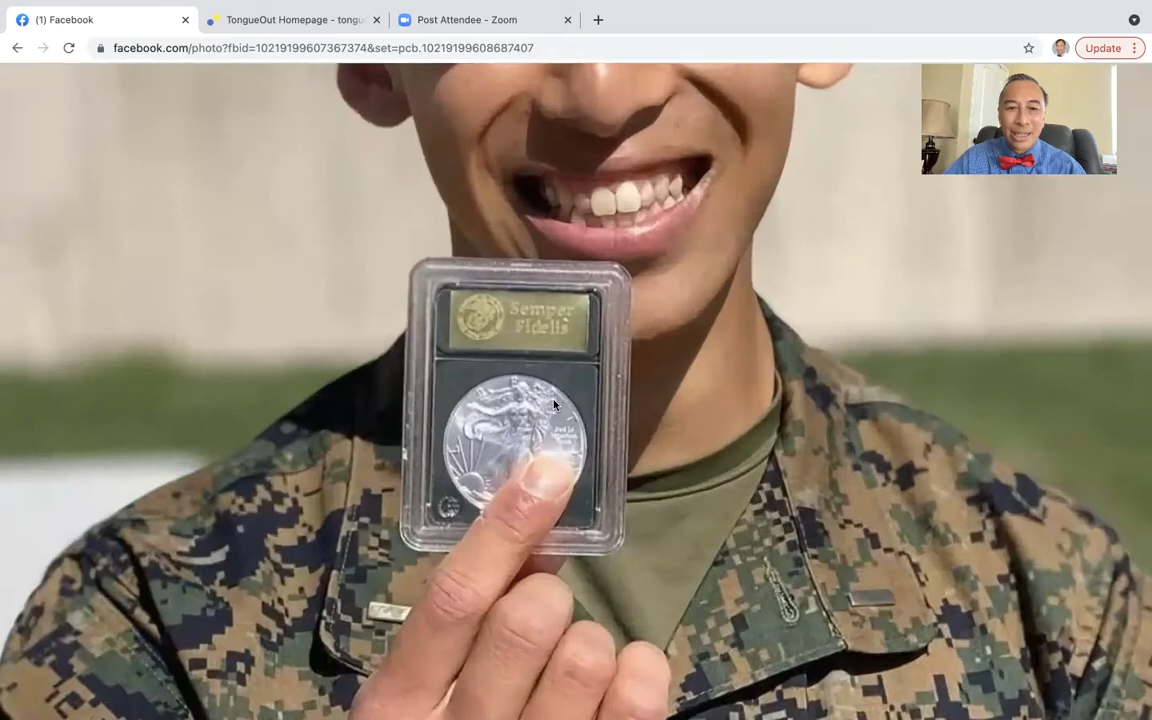 (1) Facebook
TongueOut Homepage - tongu
Post Attendee - Zoom
facebook.com/photo?fbid=10219199607367374&set=pcb.10219199608687407
Update
Semper
Fidelis